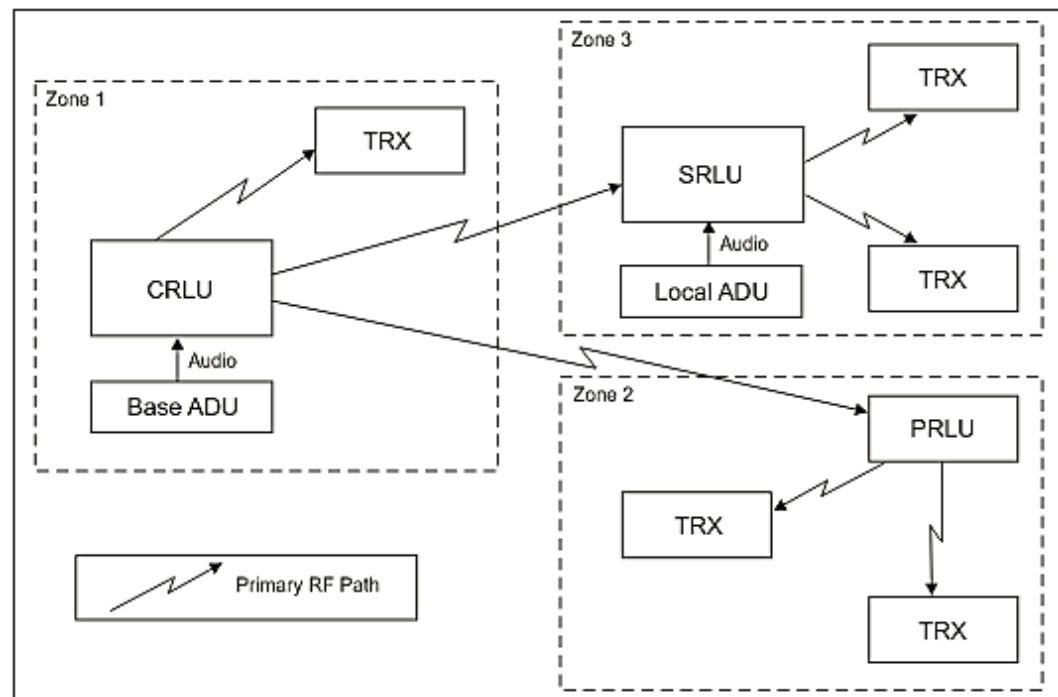 Zone 1
TRX
CRLU
Audio
Base ADU
Zone 3
TRX
SRLU
Audio
Local ADU
TRX
Zone 2
PRLU
TRX
TRX
Primary RF Path